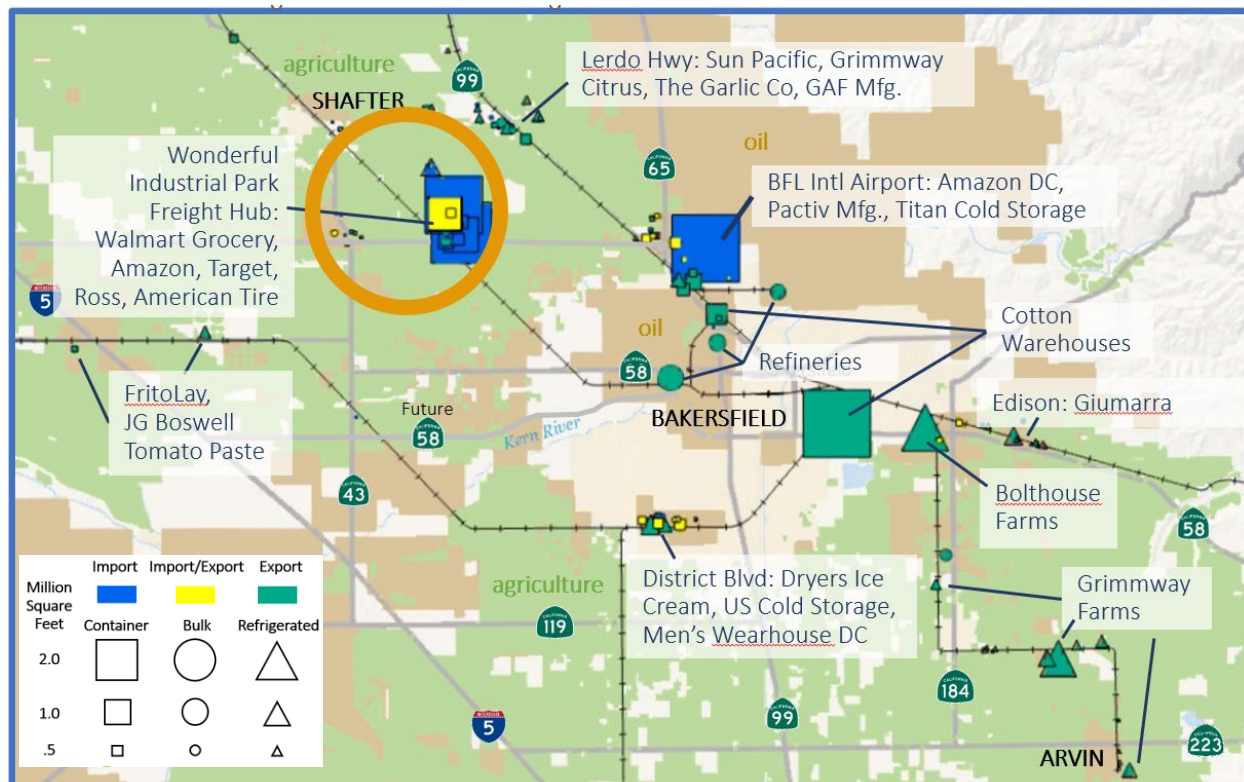 agriculture
99
SHAFTER
Lerdo Hwy: Sun Pacific, Grimmway
Citrus, The Garlic Co, GAF Mfg.
Wonderful
Industrial Park
Freight Hub:
Walmart Grocery,
Amazon, Target,
Ross, American Tire
oil
65
BFL Intl Airport: Amazon DC,
Pactiv Mfg., Titan Cold Storage
5
oil
Cotton
Warehouses
Refineries
58
FritoLay,
JG Boswell
Tomato Paste
Future
58
Kern River
BAKERSFIELD
Edison: Giumarra
43
Bolthouse
Farms
58
agriculture
119
District Blvd: Dryers Ice
Cream, US Cold Storage,
Men's Wearhouse DC
Grimmway
Farms
184
99
5
ARVIN
CALIFORNIA
223
Import
Import/Export
Export
Million
Square
Feet
Container
Bulk
Refrigerated
2.0
1.0
.5